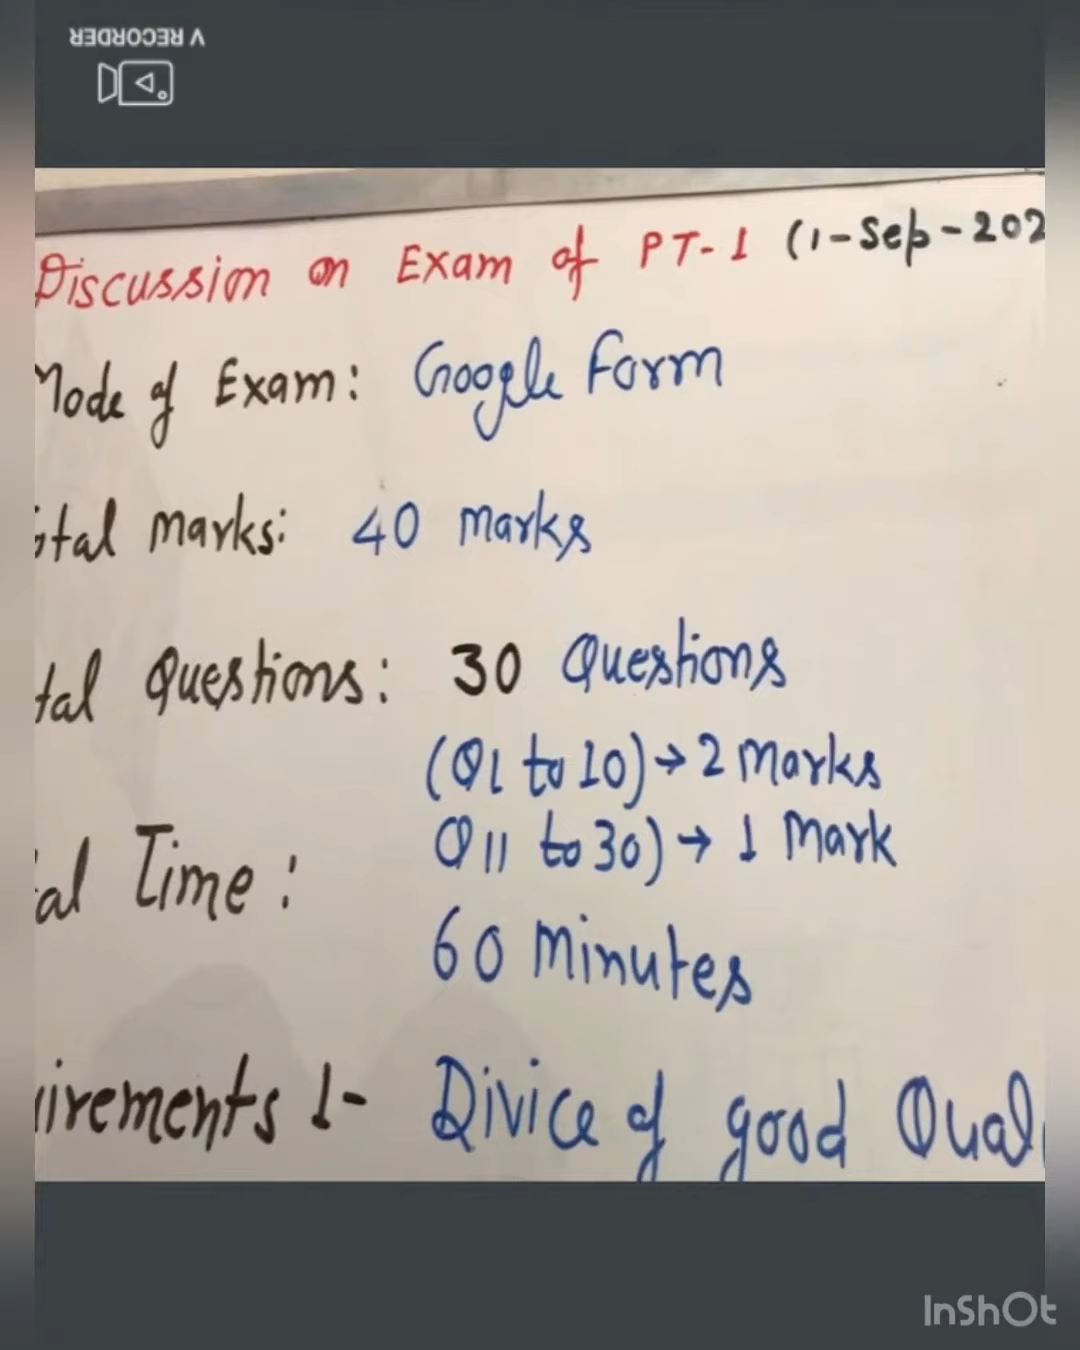 V RECORDER
Discussion on Exam of PT-1 (1-Sep-202
Mode of Exam: Google Form
otal marks: 40 marks
tal Questions: 30 Questions
(Q1 to 10) → 2 Marks
Q11 to 30) → 1 Mark
al Time:
60 Minutes
irements 1- Divice of good Qual
InShOt